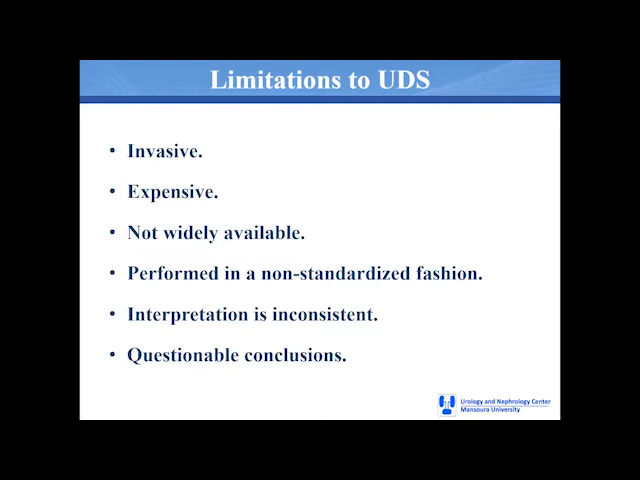 Limitations to UDS
• Invasive.
• Expensive.
• Not widely available.
• Performed in a non-standardized fashion.
• Interpretation is inconsistent.
• Questionable conclusions.
Urology and Nephrology Center
Mansoura University